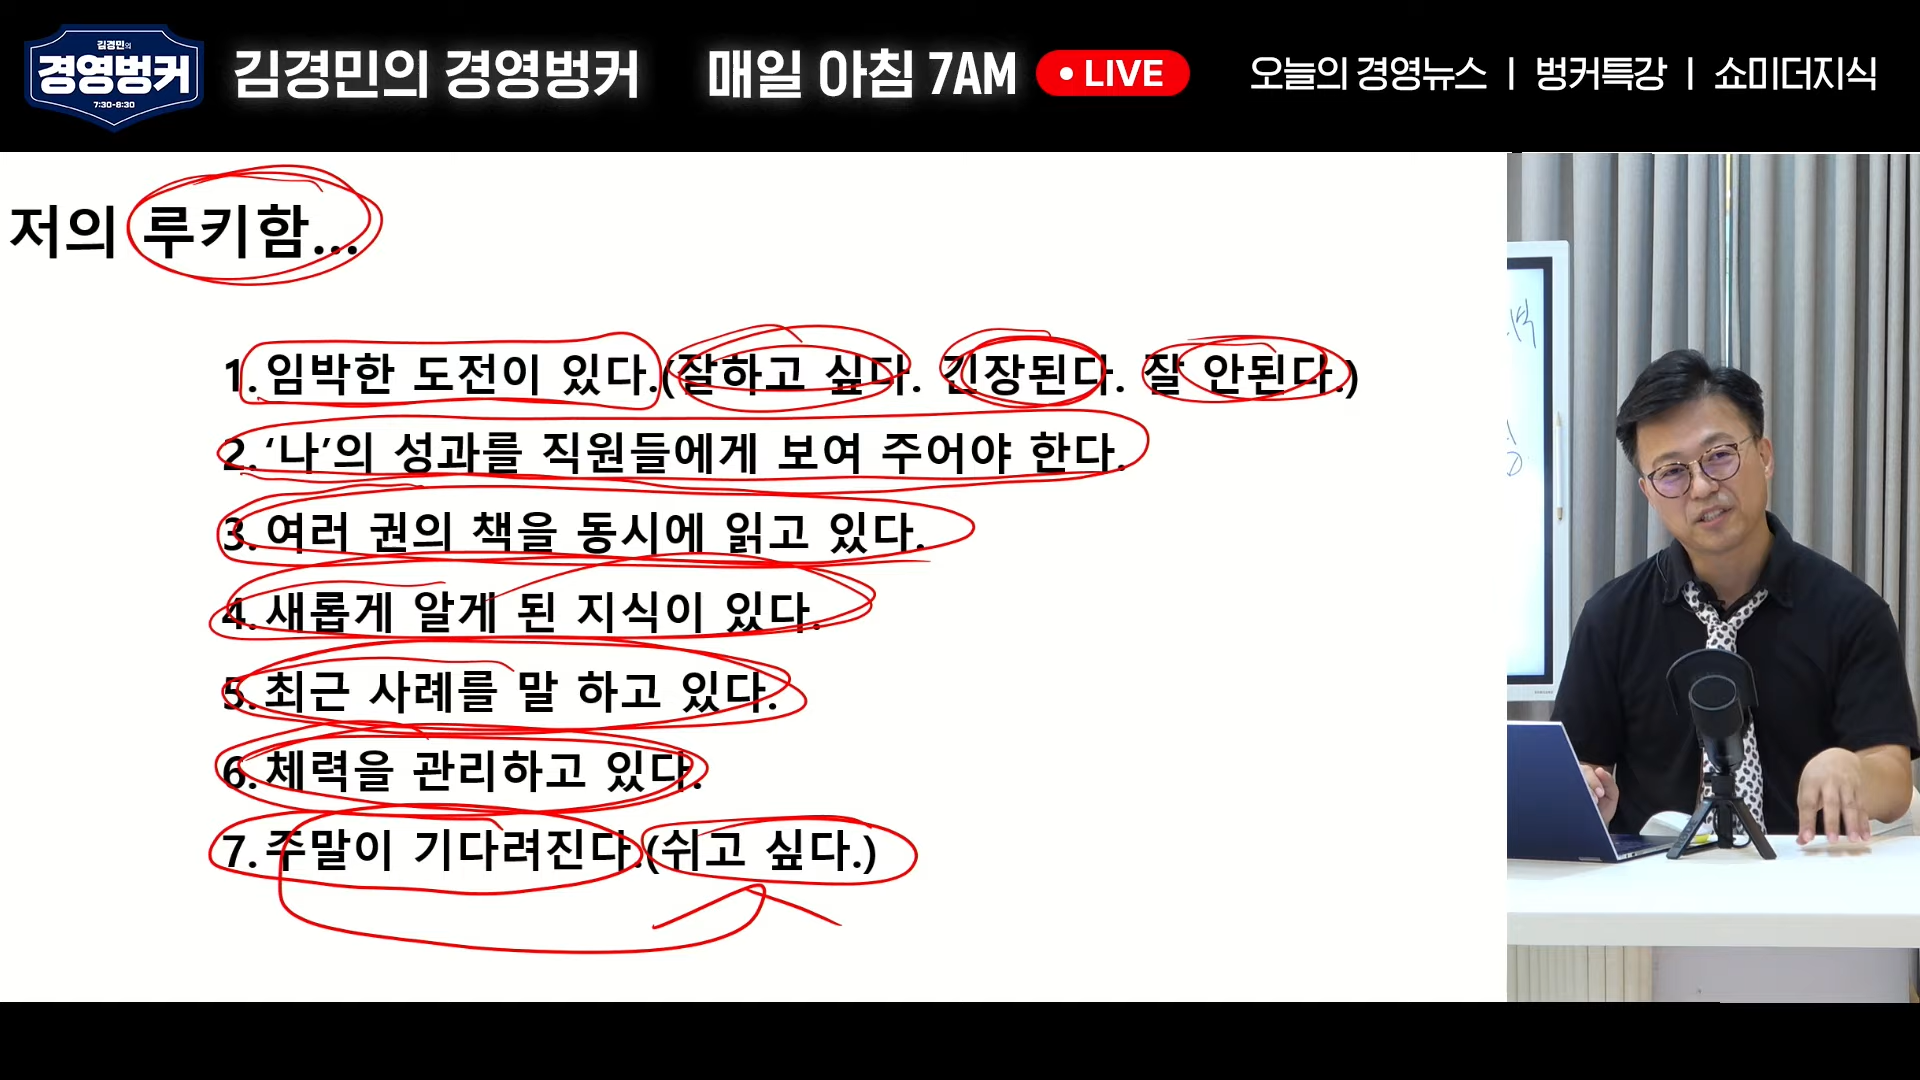 김경민의
경영벙커
7:30-8:30
김경민의 경영벙커 매일 아침 7AM • LIVE 오늘의 경영뉴스 | 벙커특강 | 쇼미더지식
저의 루키함...
1. 임박한 도전이 있다.(잘하고 싶다. 긴장된다. 잘 안된다.)
2. ‘나’의 성과를 직원들에게 보여 주어야 한다.
3. 여러 권의 책을 동시에 읽고 있다.
4. 새롭게 알게 된 지식이 있다.
5. 최근 사례를 말 하고 있다.
6. 체력을 관리하고 있다.
7. 주말이 기다려진다.(쉬고 싶다.)